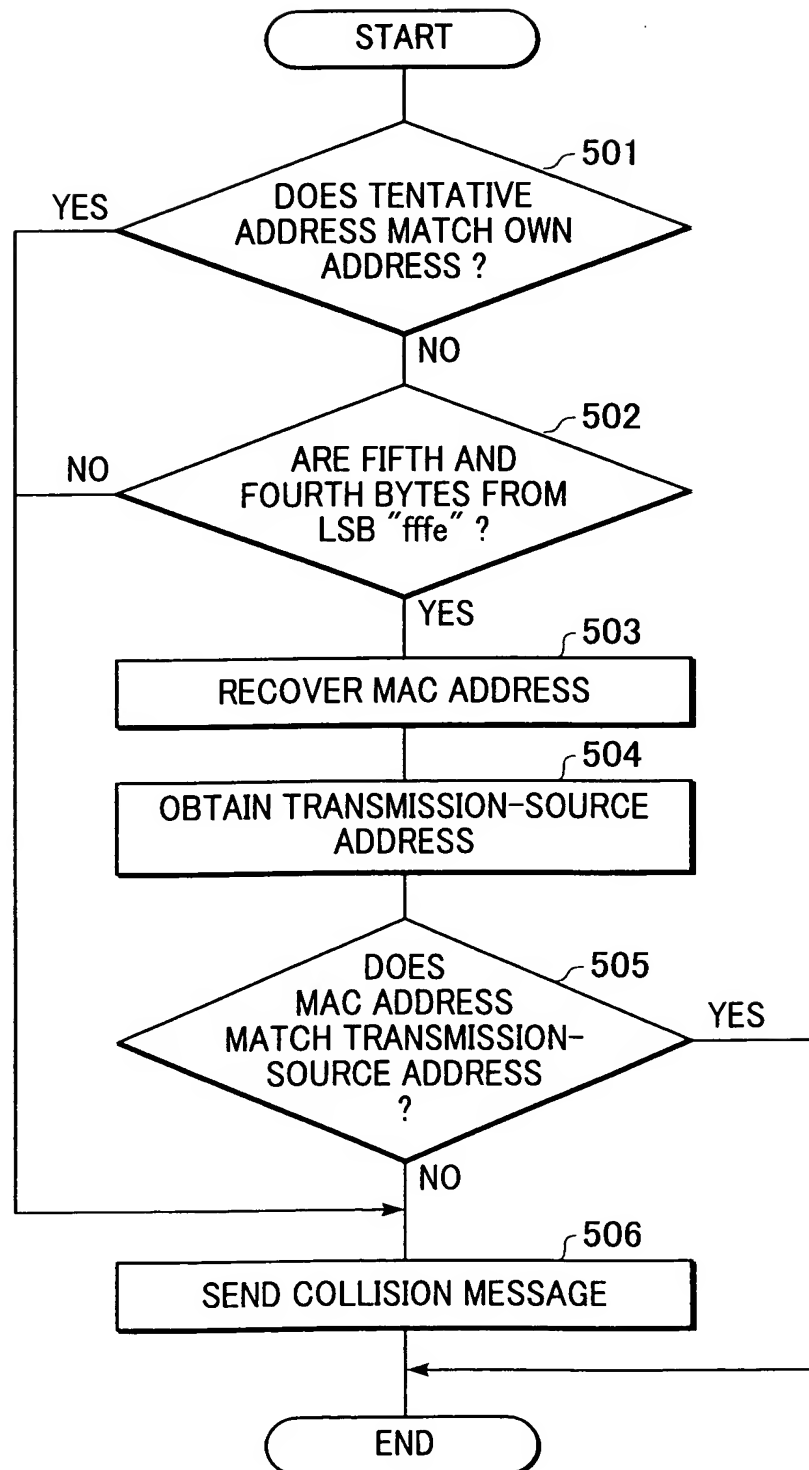 START
501
DOES TENTATIVE
ADDRESS MATCH OWN
ADDRESS ?
YES
NO
502
ARE FIFTH AND
FOURTH BYTES FROM
LSB "fffe" ?
NO
YES
503
RECOVER MAC ADDRESS
504
OBTAIN TRANSMISSION-SOURCE
ADDRESS
505
DOES
MAC ADDRESS
MATCH TRANSMISSION-
SOURCE ADDRESS
?
YES
NO
506
SEND COLLISION MESSAGE
END